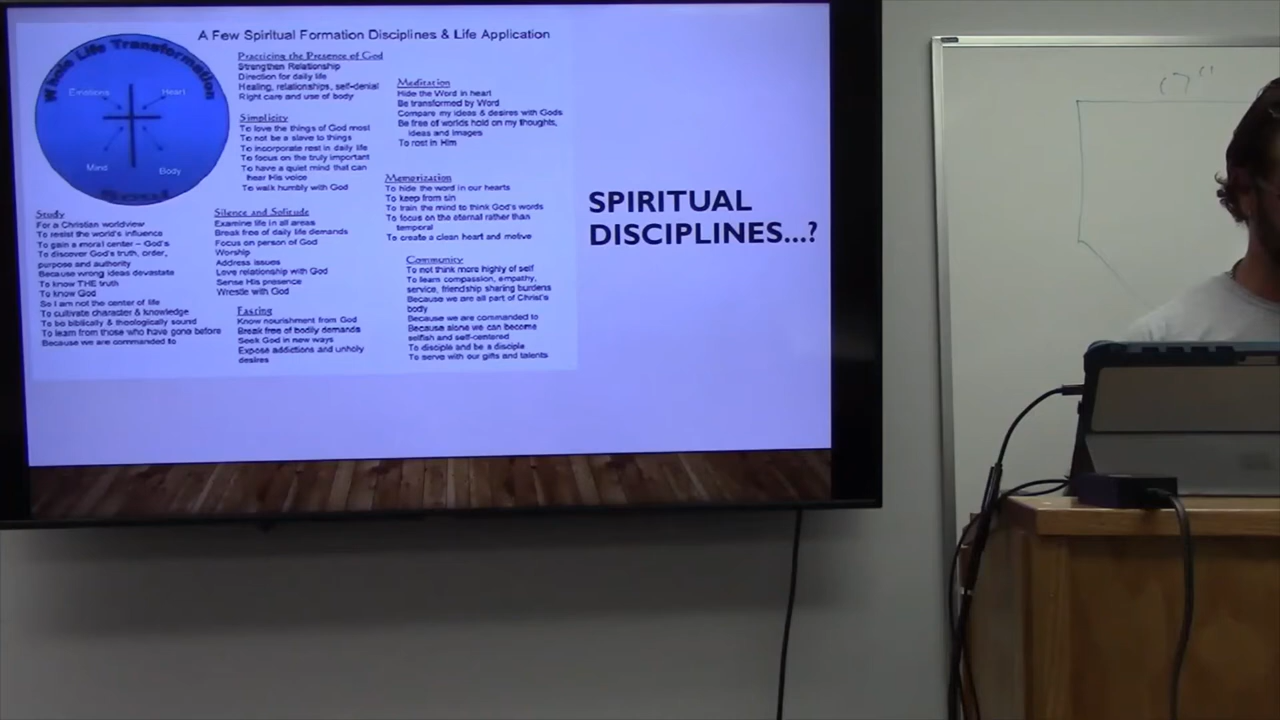 A Few Spiritual Formation Disciplines & Life Application
Whole Life Transformation
Emotions
Heart
Mind
Body
Practicing the Presence of God
Strengthen Relationship
Direction for daily life
Healing, relationships, self-denial
Right care and use of body
Simplicity
To love the things of God most
To not be a slave to things
To incorporate rest in daily life
To focus on the truly important
To have a quiet mind that can
hear His voice
To walk humbly with God
Meditation
Hide the Word in heart
Be transformed by Word
Compare my ideas & desires with Gods
Be free of worlds hold on my thoughts,
ideas and images
To rest in Him
Memorization
To hide the word in our hearts
To keep from sin
To train the mind to think God's words
To focus on the eternal rather than
temporal
To create a clean heart and motive
Study
For a Christian worldview
To resist the world's influence
To gain a moral center – God's
To discover God's truth, order,
purpose and authority
Because wrong ideas devastate
To know THE truth
To know God
So I am not the center of life
To cultivate character & knowledge
To be biblically & theologically sound
To learn from those who have gone before
Because we are commanded to
Silence and Solitude
Examine life in all areas
Break free of daily life demands
Focus on person of God
Worship
Address issues
Love relationship with God
Sense His presence
Wrestle with God
Fasting
Know nourishment from God
Break free of bodily demands
Seek God in new ways
Expose addictions and unholy
desires
Community
To not think more highly of self
To learn compassion, empathy,
service, friendship sharing burdens
Because we are all part of Christ's
body
Because we are commanded to
Because alone we can become
selfish and self-centered
To disciple and be a disciple
To serve with our gifts and talents
SPIRITUAL
DISCIPLINES...?